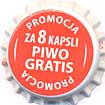 PROMOCJA
ZA 8 KAPSLI
PIWO
GRATIS
PROMOCJA